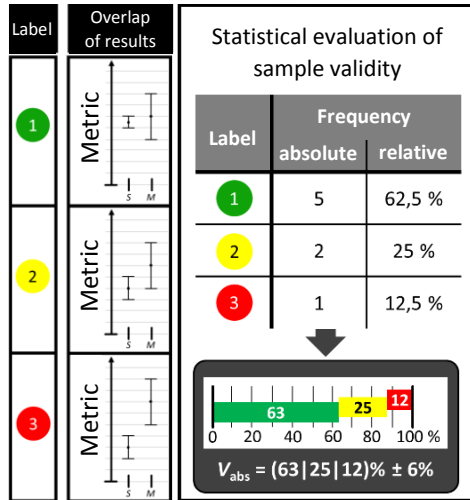 Label
Overlap
of results
1
Metric
S M
2
Metric
S M
3
Metric
S M
Statistical evaluation of
sample validity
Label Frequency
absolute relative
1 5 62,5 %
2 2 25 %
3 1 12,5 %
63 25 12
0 20 40 60 80 100 %
V_abs = (63|25|12)% ± 6%